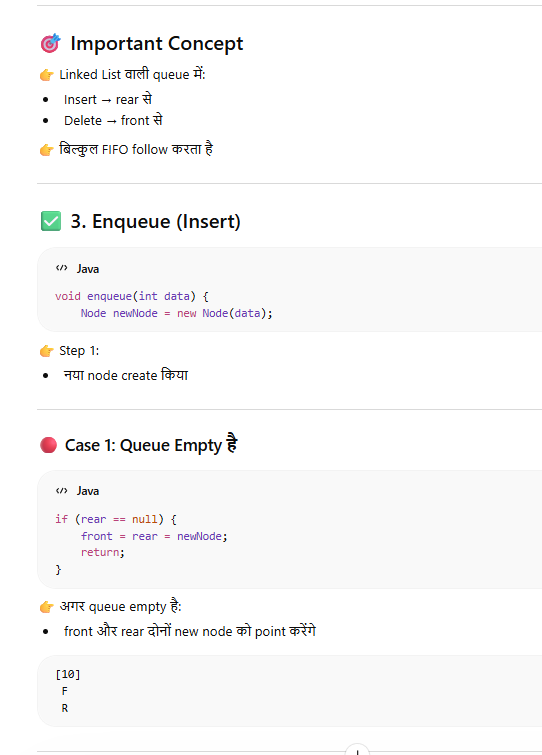 🎯 Important Concept
👉 Linked List वाली queue में:
• Insert → rear से
• Delete → front से
👉 बिल्कुल FIFO follow करता है
✅ 3. Enqueue (Insert)
</> Java
void enqueue(int data) {
    Node newNode = new Node(data);
👉 Step 1:
• नया node create किया
🔴 Case 1: Queue Empty है
</> Java
if (rear == null) {
    front = rear = newNode;
    return;
}
👉 अगर queue empty है:
• front और rear दोनों new node को point करेंगे
[10]
 F
 R